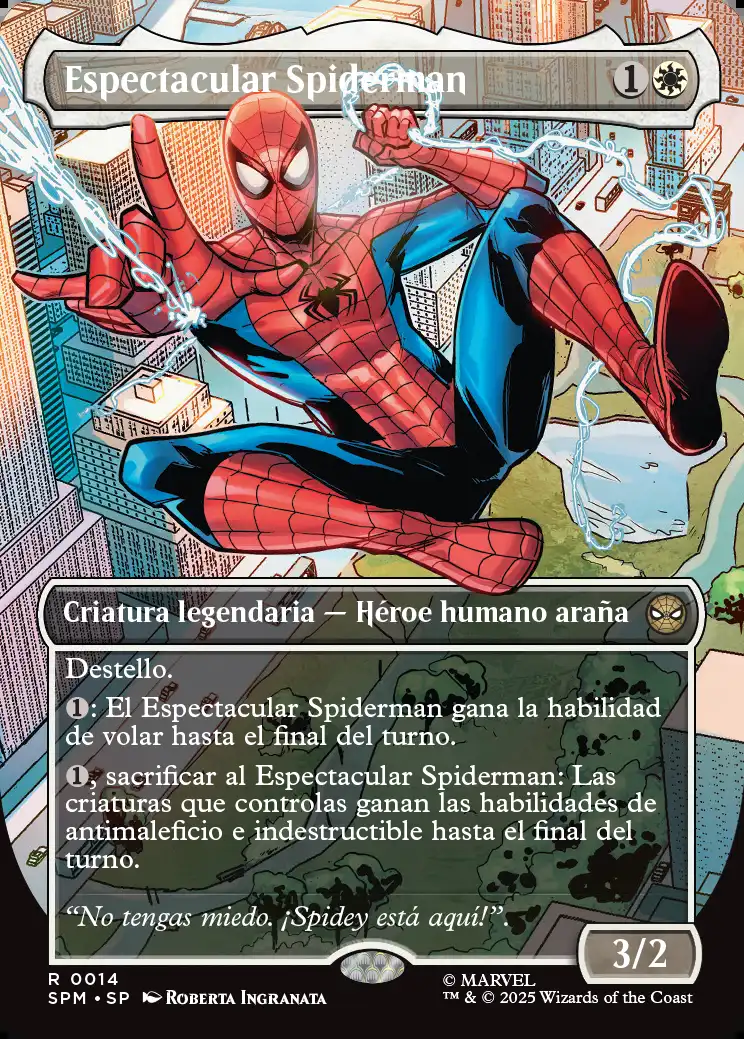 Espectacular Spiderman 1
Criatura legendaria — Héroe humano araña
Destello.
1: El Espectacular Spiderman gana la habilidad
de volar hasta el final del turno.
1, sacrificar al Espectacular Spiderman: Las
criaturas que controlas ganan las habilidades de
antimaleficio e indestructible hasta el final del
turno.
“No tengas miedo. ¡Spidey está aquí!”.
3/2
R 0014
SPM • SP Roberta Ingranata
© MARVEL
™ & © 2025 Wizards of the Coast